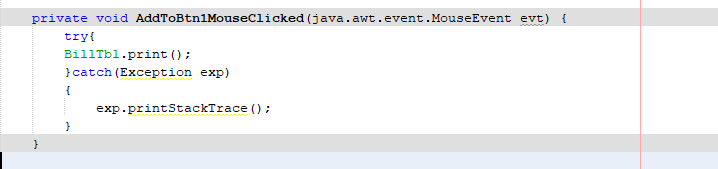 private void AddToBtn1MouseClicked(java.awt.event.MouseEvent evt) {
try{
BillTbl.print();
}catch(Exception exp)
{
exp.printStackTrace();
}
}